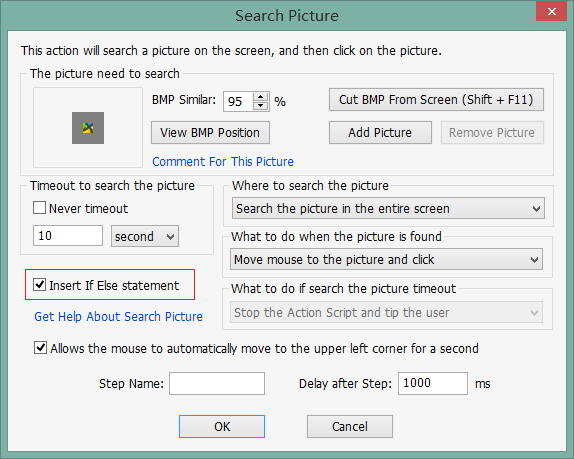 Search Picture
This action will search a picture on the screen, and then click on the picture.
The picture need to search
BMP Similar: 95 %
Cut BMP From Screen (Shift + F11)
View BMP Position
Add Picture
Remove Picture
Comment For This Picture
Timeout to search the picture
Never timeout
10 second
Where to search the picture
Search the picture in the entire screen
What to do when the picture is found
Move mouse to the picture and click
Insert If Else statement
What to do if search the picture timeout
Stop the Action Script and tip the user
Get Help About Search Picture
Allows the mouse to automatically move to the upper left corner for a second
Step Name:
Delay after Step: 1000 ms
OK
Cancel